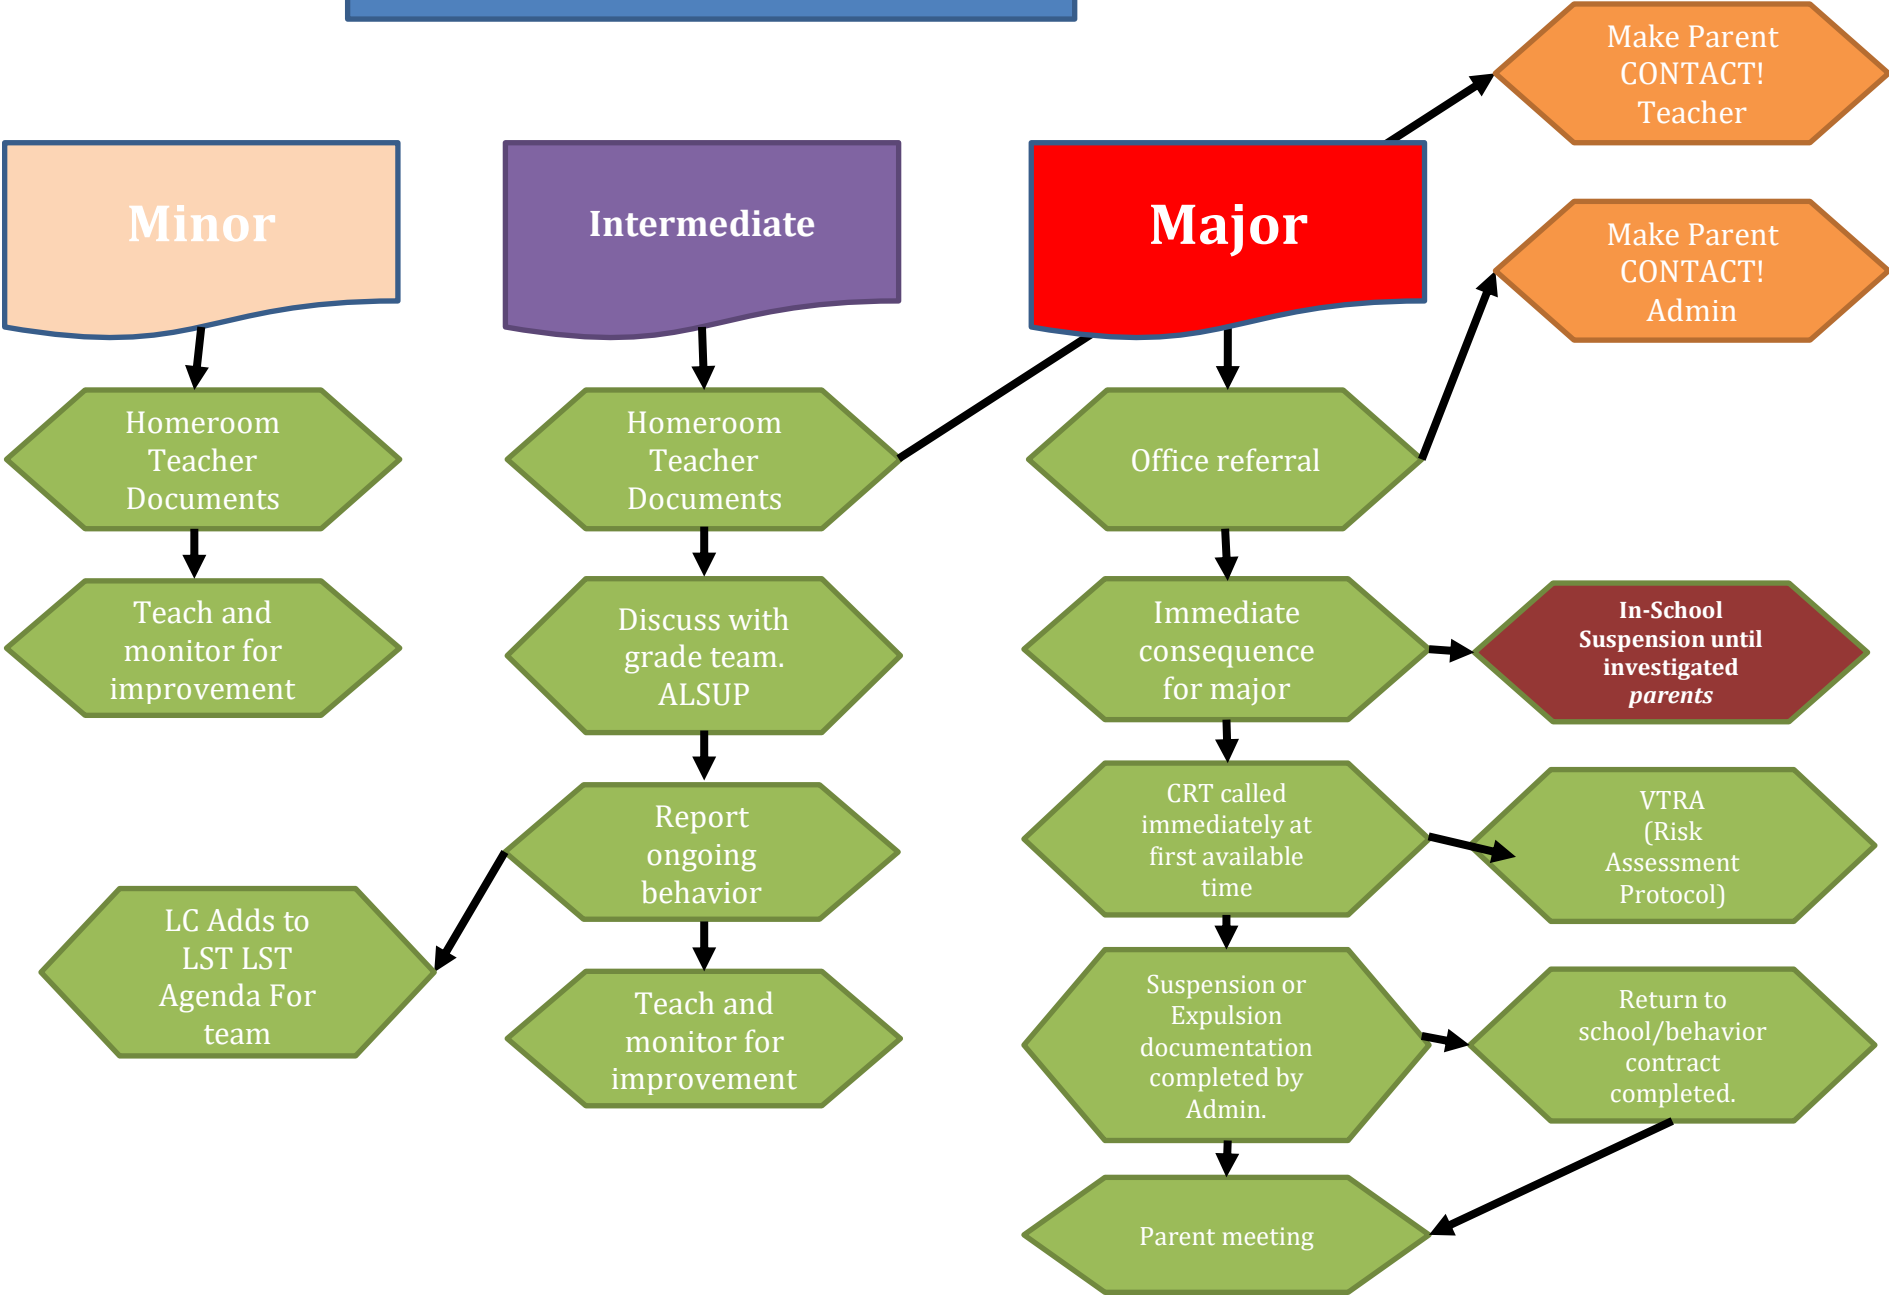 Make Parent
CONTACT!
Teacher
Minor
Intermediate
Major
Make Parent
CONTACT!
Admin
Homeroom
Teacher
Documents
Homeroom
Teacher
Documents
Office referral
Teach and
monitor for
improvement
Discuss with
grade team.
ALSUP
Immediate
consequence
for major
In-School
Suspension until
investigated
parents
Report
ongoing
behavior
CRT called
immediately at
first available
time
VTRA
(Risk
Assessment
Protocol)
LC Adds to
LST LST
Agenda For
team
Teach and
monitor for
improvement
Suspension or
Expulsion
documentation
completed by
Admin.
Return to
school/behavior
contract
completed.
Parent meeting